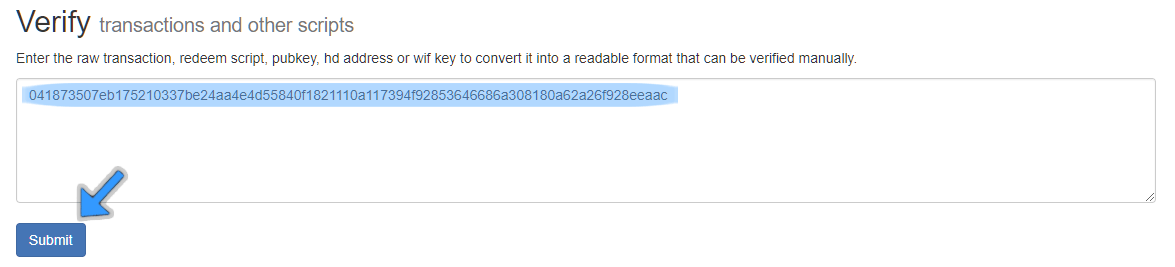 Verify transactions and other scripts
Enter the raw transaction, redeem script, pubkey, hd address or wif key to convert it into a readable format that can be verified manually.
041873507eb175210337be24aa4e4d55840f1821110a117394f92853646686a308180a62a26f928eeaac
Submit